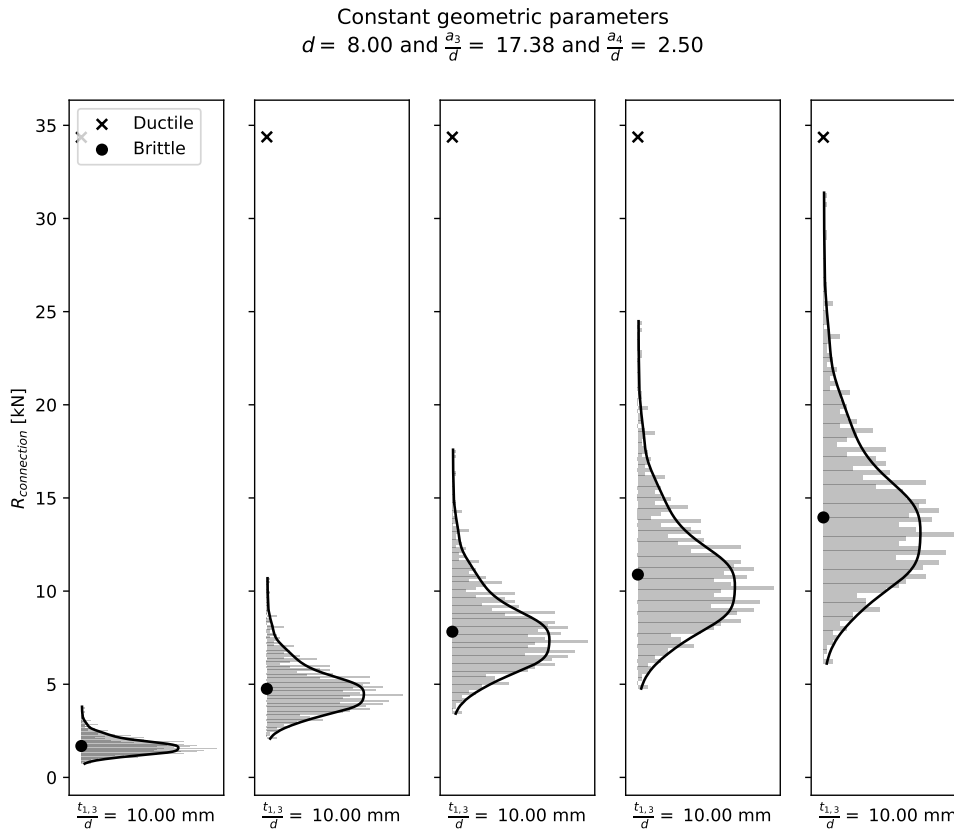 Constant geometric parameters
d = 8.00 and a₃/d = 17.38 and a₄/d = 2.50
Ductile
Brittle
35
30
25
20
15
10
5
0
R_connection [kN]
t₁,₃/d = 10.00 mm
t₁,₃/d = 10.00 mm
t₁,₃/d = 10.00 mm
t₁,₃/d = 10.00 mm
t₁,₃/d = 10.00 mm